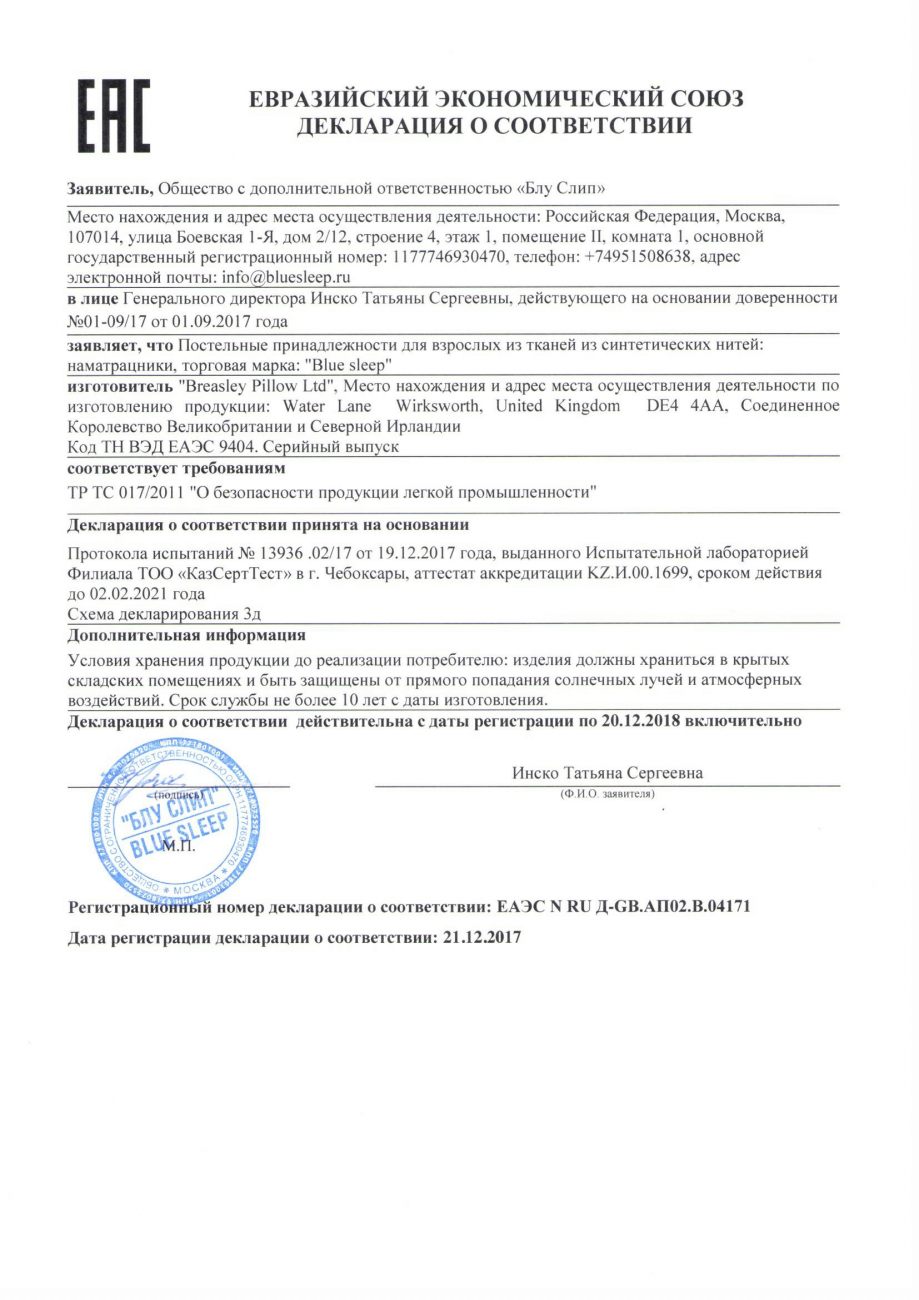 EAC
ЕВРАЗИЙСКИЙ ЭКОНОМИЧЕСКИЙ СОЮЗ
ДЕКЛАРАЦИЯ О СООТВЕТСТВИИ
Заявитель, Общество с дополнительной ответственностью «Блу Слип»
Место нахождения и адрес места осуществления деятельности: Российская Федерация, Москва,
107014, улица Боевская 1-Я, дом 2/12, строение 4, этаж 1, помещение II, комната 1, основной
государственный регистрационный номер: 1177746930470, телефон: +74951508638, адрес
электронной почты: info@bluesleep.ru
в лице Генерального директора Инско Татьяны Сергеевны, действующего на основании доверенности
№01-09/17 от 01.09.2017 года
заявляет, что Постельные принадлежности для взрослых из тканей из синтетических нитей:
наматрацники, торговая марка: "Blue sleep"
изготовитель "Breasley Pillow Ltd", Место нахождения и адрес места осуществления деятельности по
изготовлению продукции: Water Lane Wirksworth, United Kingdom DE4 4AA, Соединенное
Королевство Великобритании и Северной Ирландии
Код ТН ВЭД ЕАЭС 9404. Серийный выпуск
соответствует требованиям
ТР ТС 017/2011 "О безопасности продукции легкой промышленности"
Декларация о соответствии принята на основании
Протокола испытаний № 13936 .02/17 от 19.12.2017 года, выданного Испытательной лабораторией
Филиала ТОО «КазСертТест» в г. Чебоксары, аттестат аккредитации KZ.И.00.1699, сроком действия
до 02.02.2021 года
Схема декларирования 3д
Дополнительная информация
Условия хранения продукции до реализации потребителю: изделия должны храниться в крытых
складских помещениях и быть защищены от прямого попадания солнечных лучей и атмосферных
воздействий. Срок службы не более 10 лет с даты изготовления.
Декларация о соответствии действительна с даты регистрации по 20.12.2018 включительно
Инско Татьяна Сергеевна
(подпись)
(Ф.И.О. заявителя)
"БЛУ СЛИП"
BLUE SLEEP
М.П.
ОБЩЕСТВО С ОГРАНИЧЕННОЙ ОТВЕТСТВЕННОСТЬЮ ОГРН 1177746930470 * МОСКВА *
Регистрационный номер декларации о соответствии: ЕАЭС N RU Д-GB.АП02.В.04171
Дата регистрации декларации о соответствии: 21.12.2017